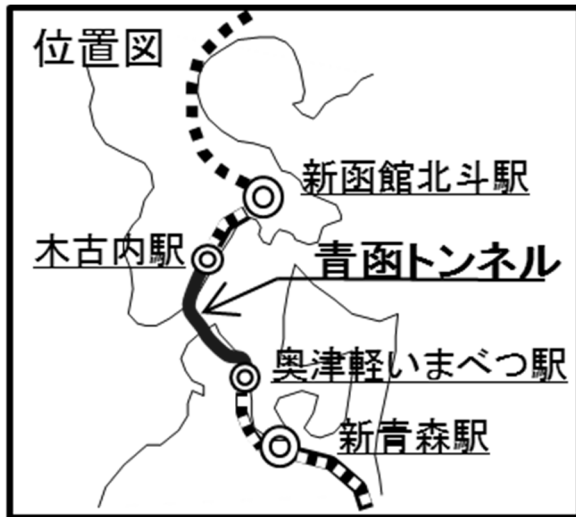 位置図
新函館北斗駅
木古内駅
青函トンネル
奥津軽いまべつ駅
新青森駅